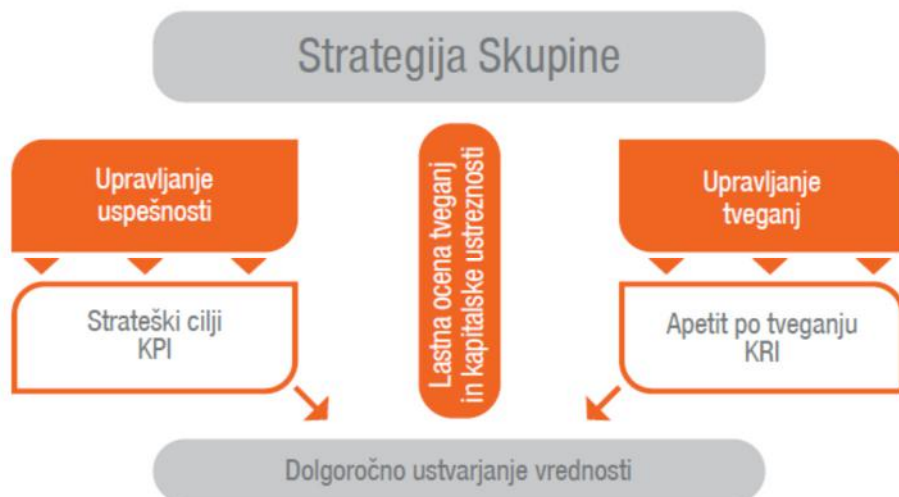 Strategija Skupine
Upravljanje
uspešnosti
Strateški cilji
KPI
Lastna ocena tveganj
in kapitalske ustreznosti
Upravljanje
tveganj
Apetit po tveganju
KRI
Dolgoročno ustvarjanje vrednosti